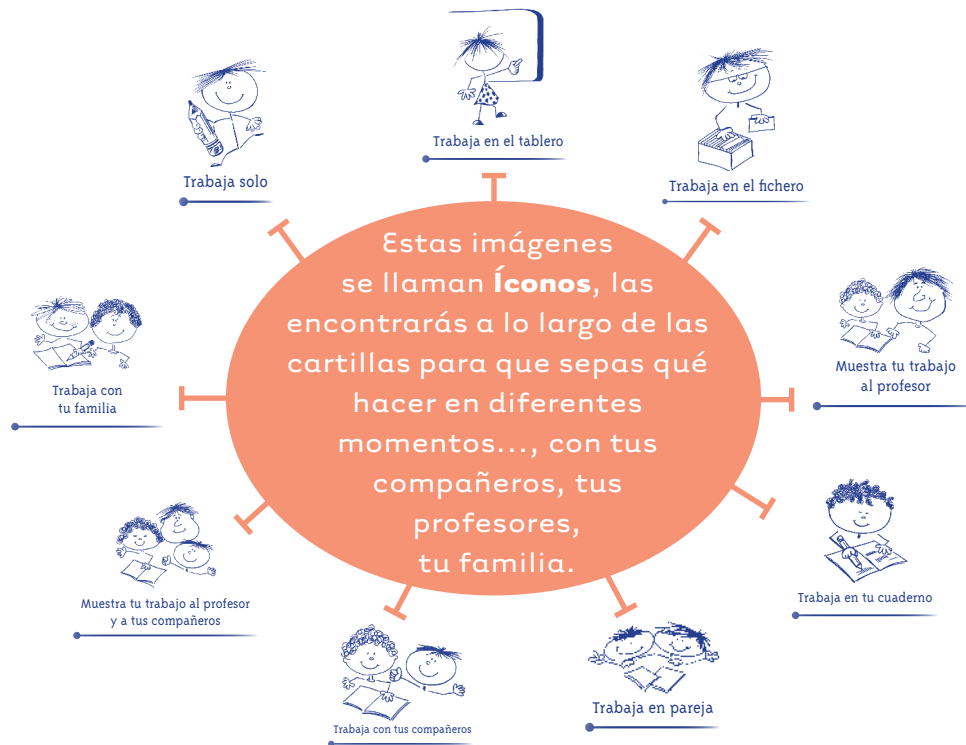 Trabaja en el tablero
Trabaja solo
Trabaja en el fichero
Estas imágenes
se llaman Íconos, las
encontrarás a lo largo de las
cartillas para que sepas qué
hacer en diferentes
momentos..., con tus
compañeros, tus
profesores,
tu familia.
Muestra tu trabajo
al profesor
Trabaja con
tu familia
Trabaja en tu cuaderno
Muestra tu trabajo al profesor
y a tus compañeros
Trabaja en pareja
Trabaja con tus compañeros